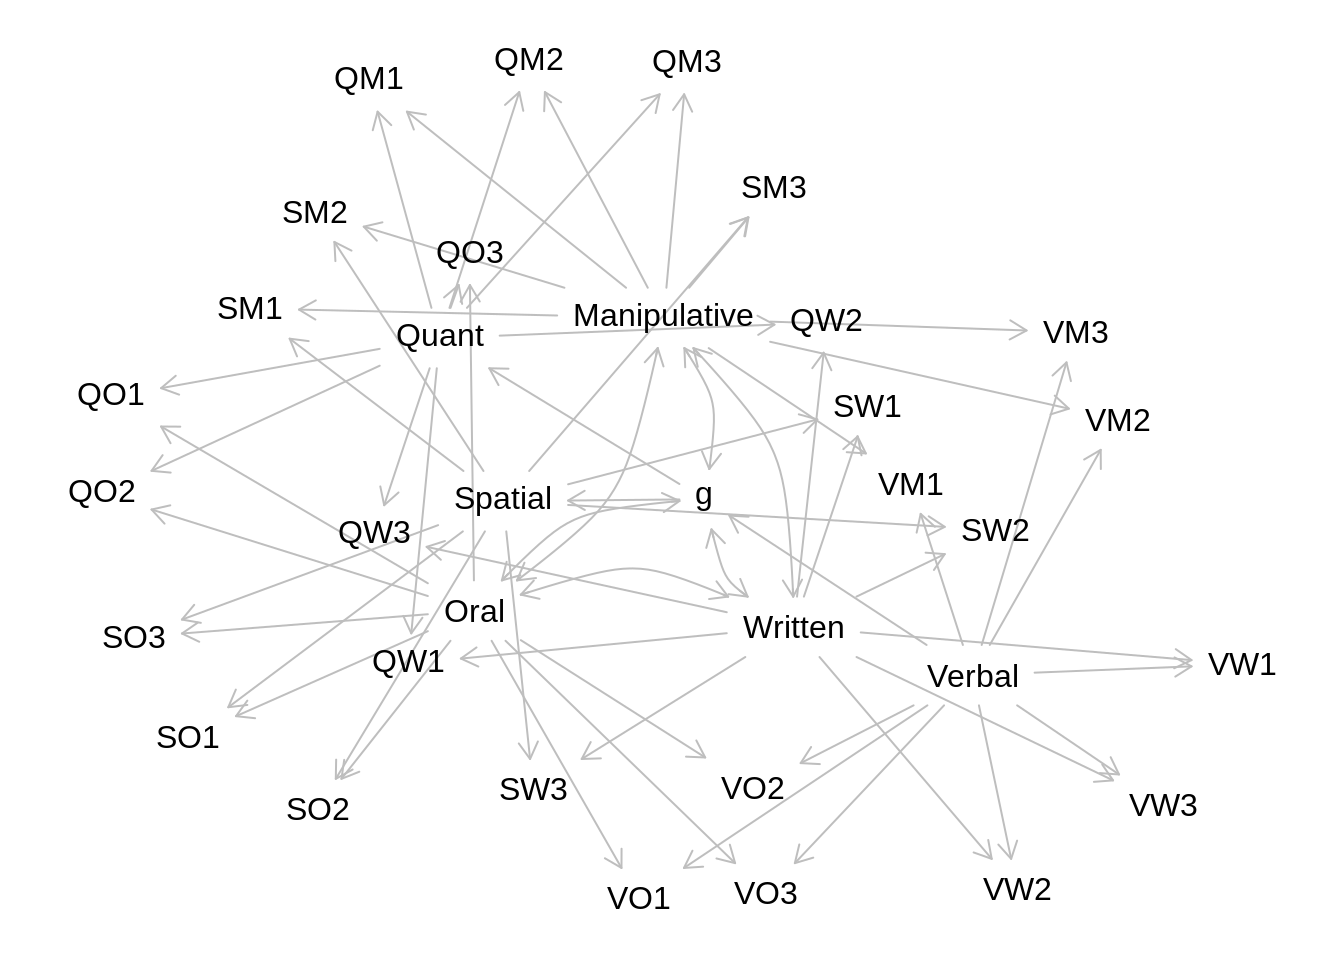 QM2
QM3
QM1
SM3
SM2
QO3
SM1
Manipulative
QW2
Quant
VM3
QO1
SW1
VM2
QO2
Spatial
g
VM1
QW3
SW2
Oral
Written
SO3
QW1
VW1
Verbal
SO1
SW3
VO2
SO2
VW3
VO1
VO3
VW2